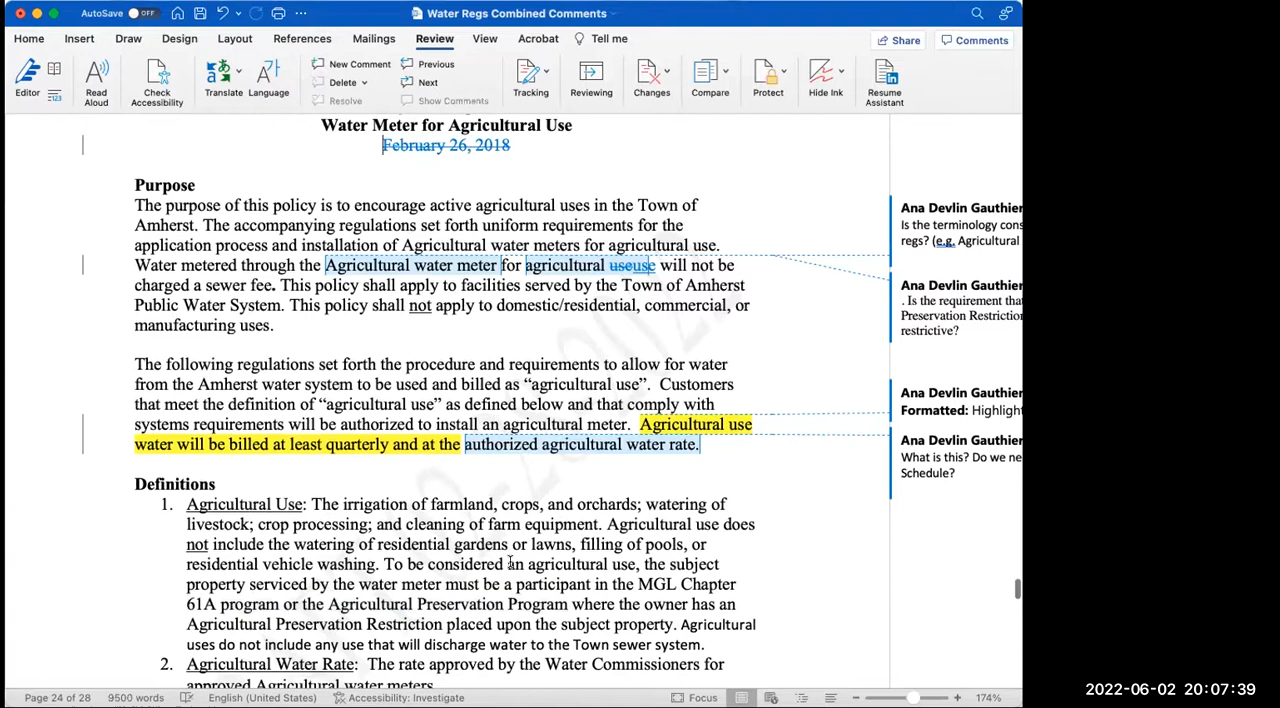 AutoSave OFF Water Regs Combined Comments
Home Insert Draw Design Layout References Mailings Review View Acrobat Tell me Share Comments
New Comment Previous
Delete Next
Resolve Show Comments
Editor Read Aloud Check Accessibility Translate Language Tracking Reviewing Changes Compare Protect Hide Ink Resume Assistant
Water Meter for Agricultural Use
February 26, 2018
Purpose
The purpose of this policy is to encourage active agricultural uses in the Town of
Amherst. The accompanying regulations set forth uniform requirements for the
application process and installation of Agricultural water meters for agricultural use.
Water metered through the Agricultural water meter for agricultural useuse will not be
charged a sewer fee. This policy shall apply to facilities served by the Town of Amherst
Public Water System. This policy shall not apply to domestic/residential, commercial, or
manufacturing uses.
The following regulations set forth the procedure and requirements to allow for water
from the Amherst water system to be used and billed as “agricultural use”. Customers
that meet the definition of “agricultural use” as defined below and that comply with
systems requirements will be authorized to install an agricultural meter. Agricultural use
water will be billed at least quarterly and at the authorized agricultural water rate.
Definitions
1. Agricultural Use: The irrigation of farmland, crops, and orchards; watering of
livestock; crop processing; and cleaning of farm equipment. Agricultural use does
not include the watering of residential gardens or lawns, filling of pools, or
residential vehicle washing. To be considered an agricultural use, the subject
property serviced by the water meter must be a participant in the MGL Chapter
61A program or the Agricultural Preservation Program where the owner has an
Agricultural Preservation Restriction placed upon the subject property. Agricultural
uses do not include any use that will discharge water to the Town sewer system.
2. Agricultural Water Rate: The rate approved by the Water Commissioners for
approved Agricultural water meters
Ana Devlin Gauthier
Is the terminology cons
regs? (e.g. Agricultural
Ana Devlin Gauthier
. Is the requirement tha
Preservation Restriction
restrictive?
Ana Devlin Gauthier
Formatted: Highlight
Ana Devlin Gauthier
What is this? Do we ne
Schedule?
Page 24 of 28 9500 words English (United States) Accessibility: Investigate Focus 174%
2022-06-02 20:07:39